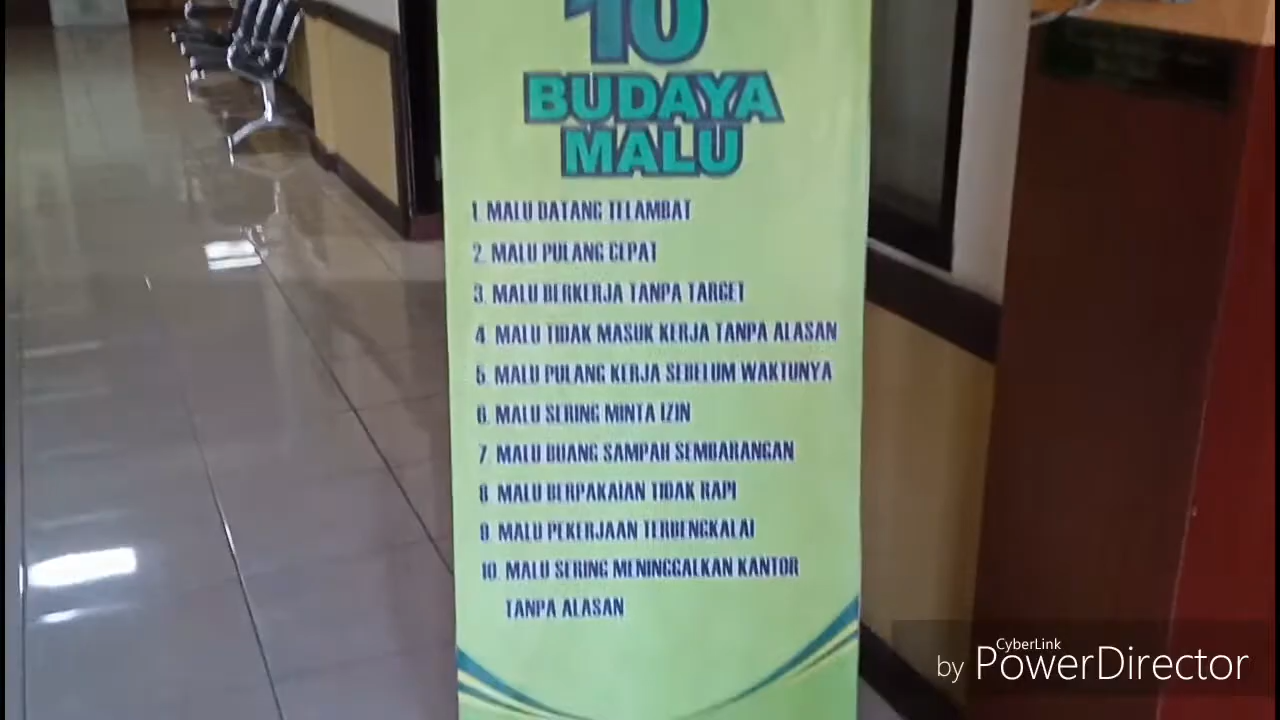 10
BUDAYA
MALU
1. MALU DATANG TELAMBAT
2. MALU PULANG CEPAT
3. MALU BERKERJA TANPA TARGET
4. MALU TIDAK MASUK KERJA TANPA ALASAN
5. MALU PULANG KERJA SEBELUM WAKTUNYA
6. MALU SERING MINTA IZIN
7. MALU BUANG SAMPAH SEMBARANGAN
8. MALU BERPAKAIAN TIDAK RAPI
9. MALU PEKERJAAN TERBENGKALAI
10. MALU SERING MENINGGALKAN KANTOR
TANPA ALASAN
CyberLink
by PowerDirector